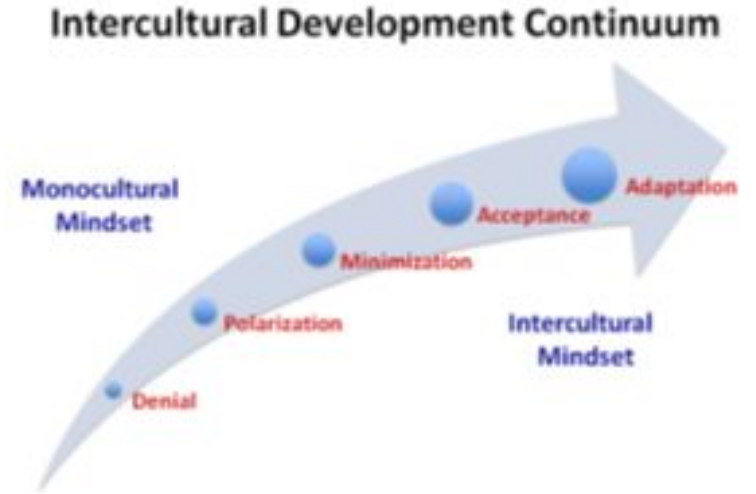 Intercultural Development Continuum
Monocultural
Mindset
Adaptation
Acceptance
Minimization
Polarization
Intercultural
Mindset
Denial